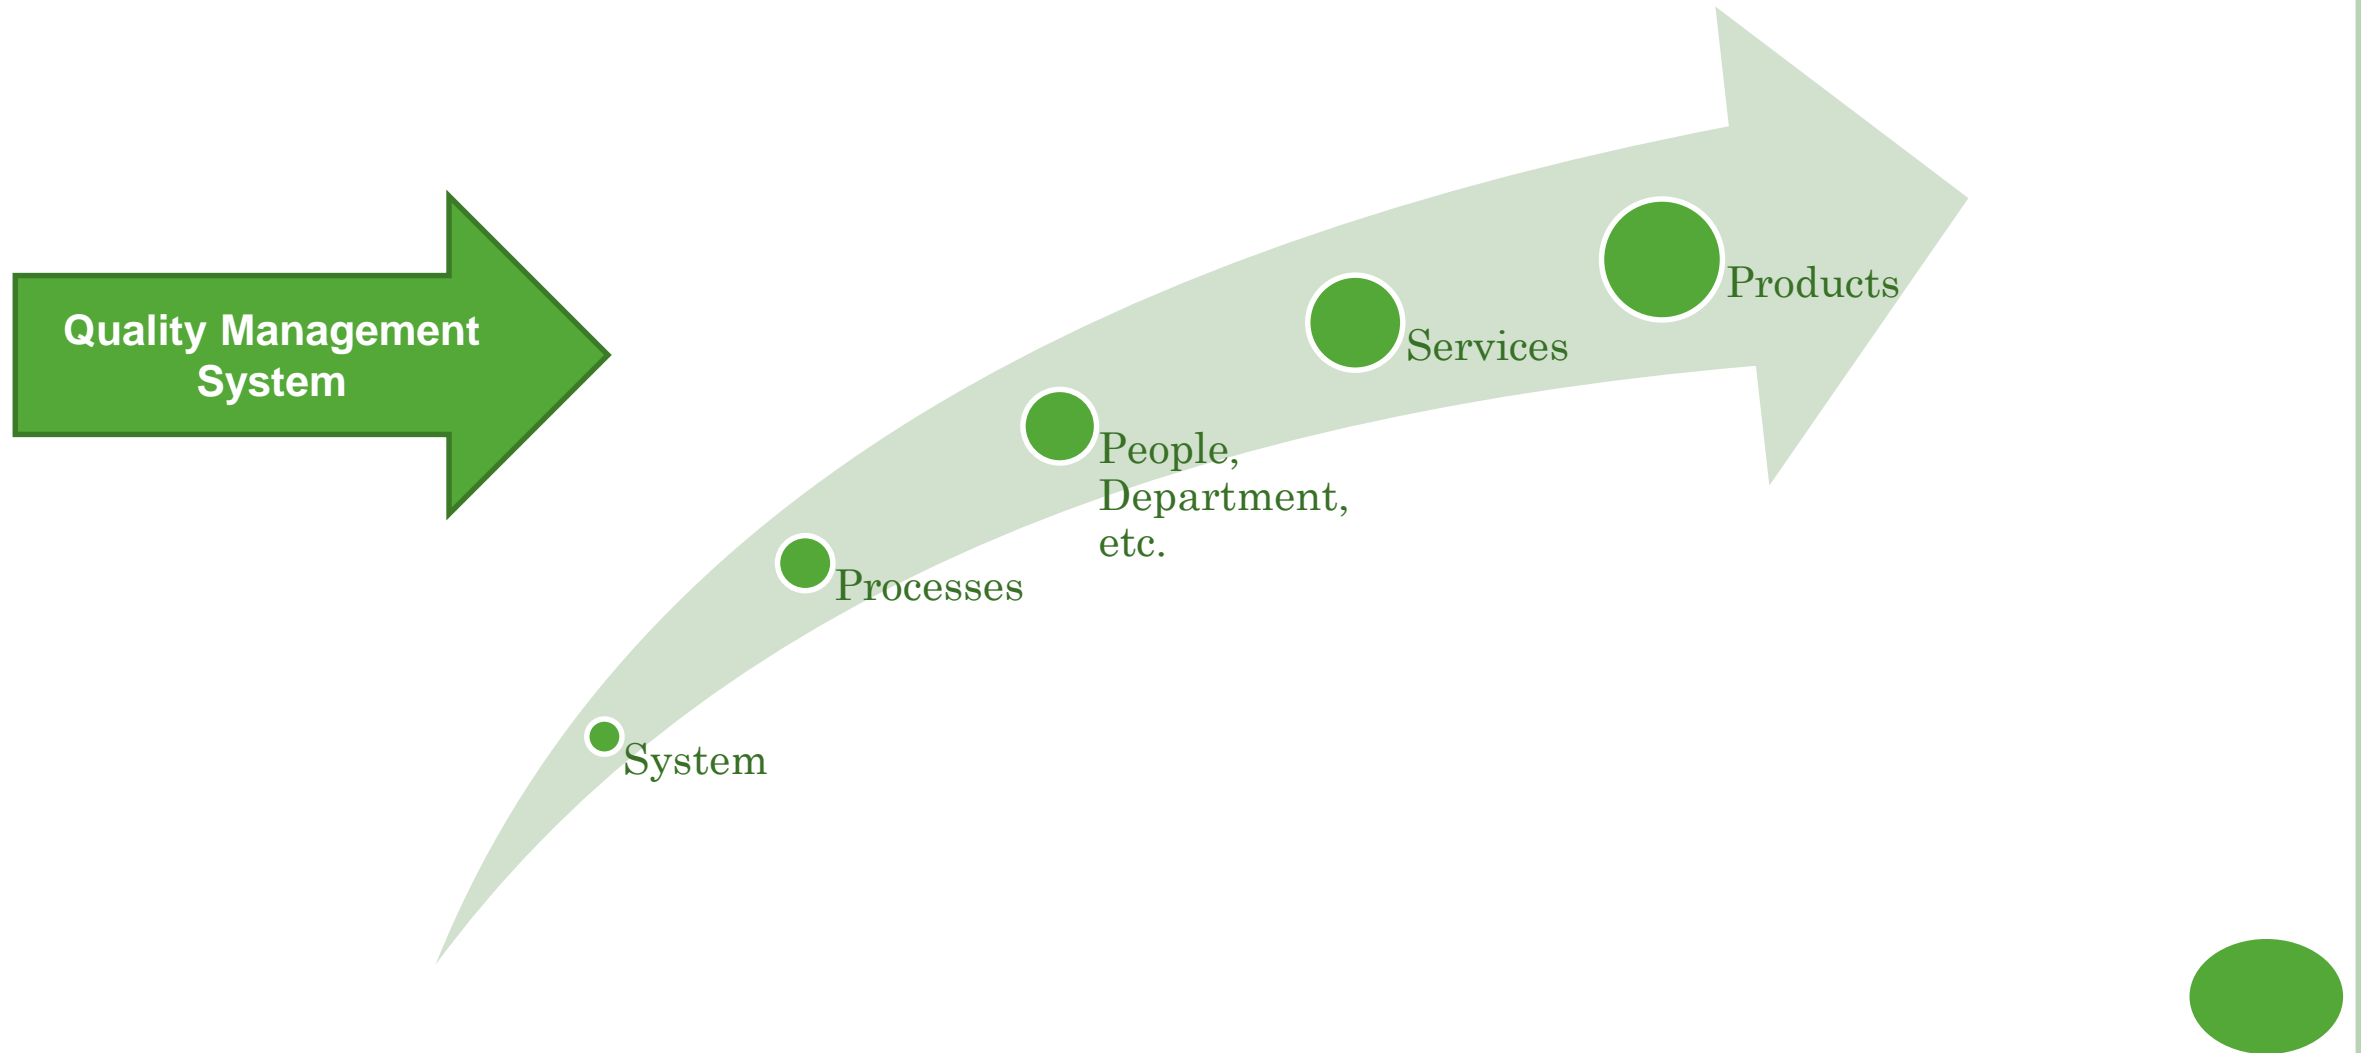 Quality Management
System
Products
Services
People,
Department,
etc.
Processes
System